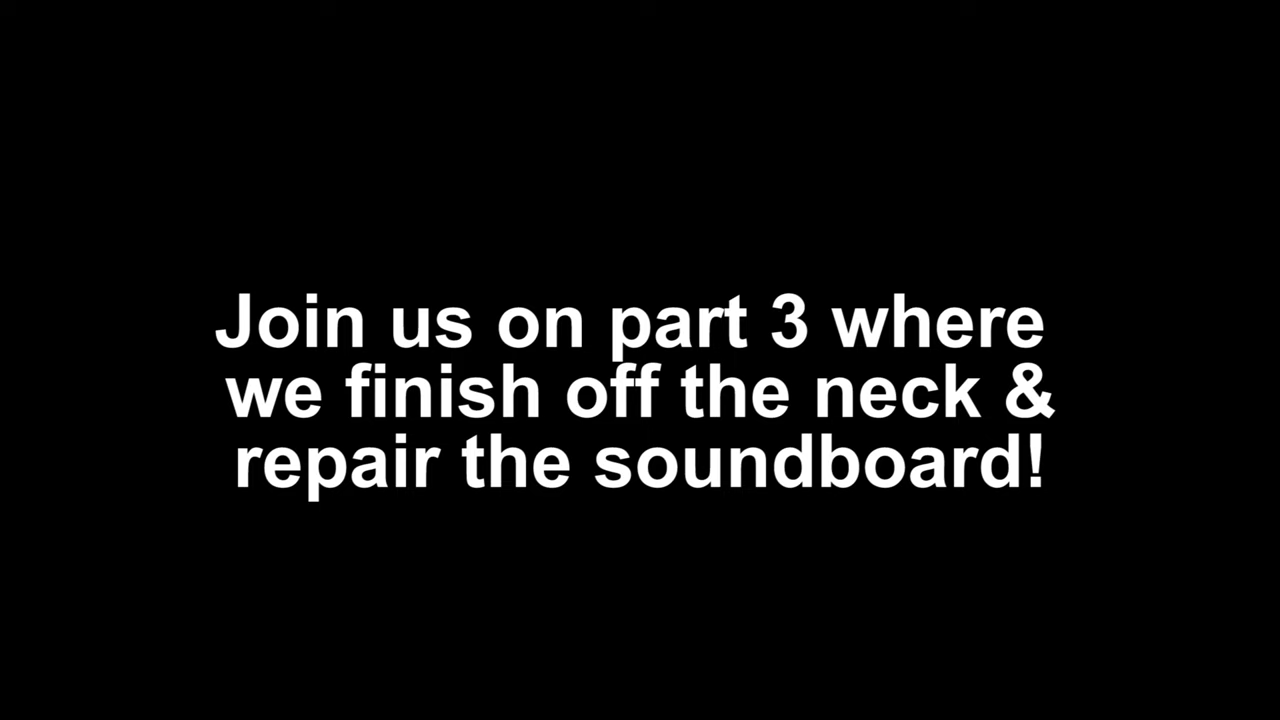 Join us on part 3 where
we finish off the neck &
repair the soundboard!